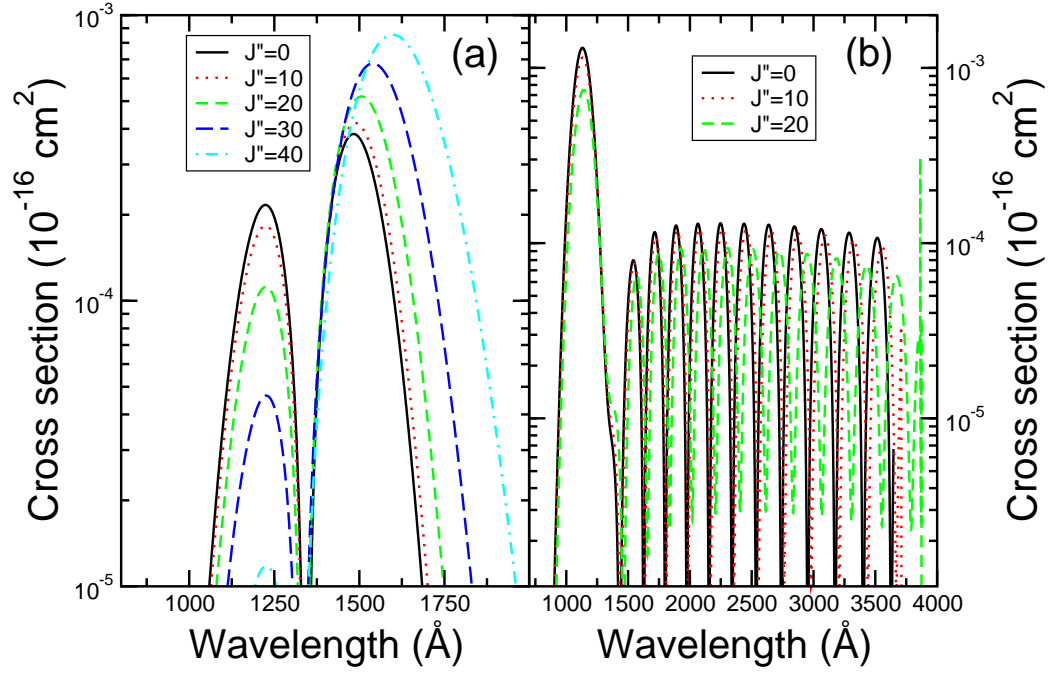 10^-3
10^-4
10^-5
Cross section (10^-16 cm^2)
J"=0
J"=10
J"=20
J"=30
J"=40
(a)
1000 1250 1500 1750
Wavelength (Å)
(b)
J"=0
J"=10
J"=20
1000 1500 2000 2500 3000 3500 4000
Wavelength (Å)
10^-3
10^-4
10^-5
Cross section (10^-16 cm^2)